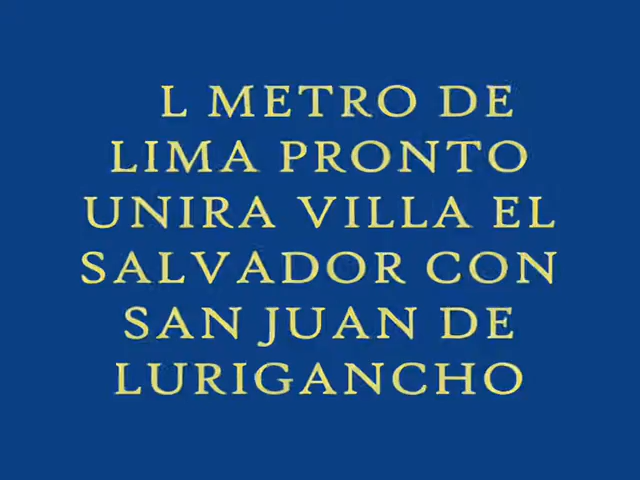 L METRO DE
LIMA PRONTO
UNIRA VILLA EL
SALVADOR CON
SAN JUAN DE
LURIGANCHO